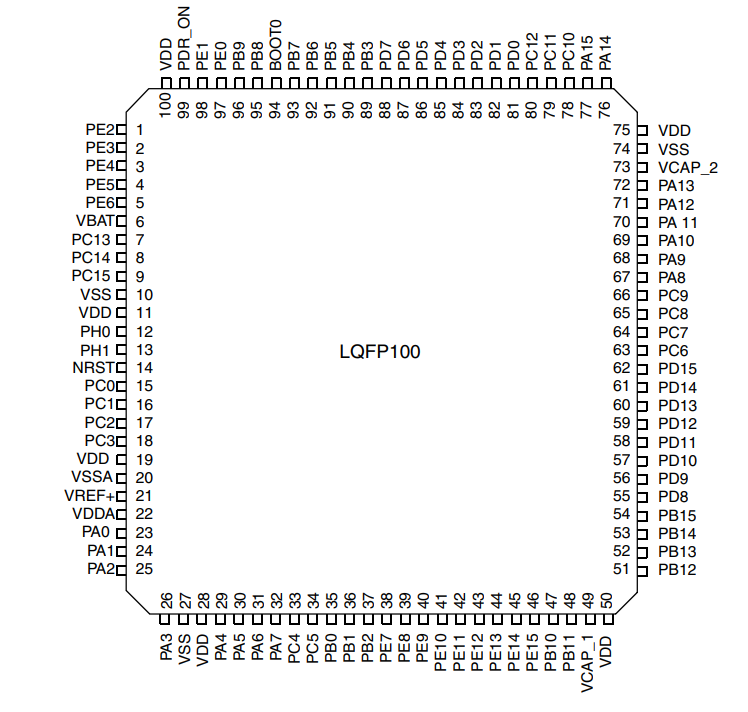 VDD PDR_ON PE1 PE0 PB9 PB8 BOOT0 PB7 PB6 PB5 PB4 PB3 PD7 PD6 PD5 PD4 PD3 PD2 PD1 PD0 PC12 PC11 PC10 PA15 PA14
100 99 98 97 96 95 94 93 92 91 90 89 88 87 86 85 84 83 82 81 80 79 78 77 76
PE2 1 75 VDD
PE3 2 74 VSS
PE4 3 73 VCAP_2
PE5 4 72 PA13
PE6 5 71 PA12
VBAT 6 70 PA 11
PC13 7 69 PA10
PC14 8 68 PA9
PC15 9 67 PA8
VSS 10 66 PC9
VDD 11 65 PC8
PH0 12 64 PC7
PH1 13 63 PC6
LQFP100
NRST 14 62 PD15
PC0 15 61 PD14
PC1 16 60 PD13
PC2 17 59 PD12
PC3 18 58 PD11
VDD 19 57 PD10
VSSA 20 56 PD9
VREF+ 21 55 PD8
VDDA 22 54 PB15
PA0 23 53 PB14
PA1 24 52 PB13
PA2 25 51 PB12
26 27 28 29 30 31 32 33 34 35 36 37 38 39 40 41 42 43 44 45 46 47 48 49 50
PA3 VSS VDD PA4 PA5 PA6 PA7 PC4 PC5 PB0 PB1 PB2 PE7 PE8 PE9 PE10 PE11 PE12 PE13 PE14 PE15 PB10 PB11 VCAP_1 VDD